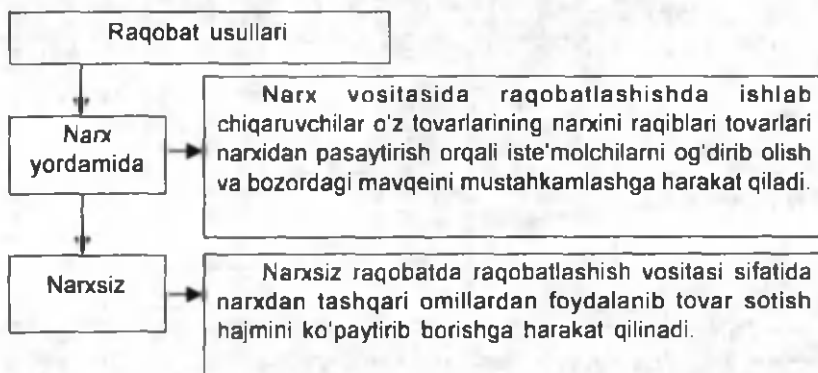 Raqobat usullari
Narx
yordamida
Narx vositasida raqobatlashishda ishlab
chiqaruvchilar o'z tovarlarining narxini raqiblari tovarlari
narxidan pasaytirish orqali iste'molchilarni og'dirib olish
va bozordagi mavqeini mustahkamlashga harakat qiladi.
Narxsiz
Narxsiz raqobatda raqobatlashish vositasi sifatida
narxdan tashqari omillardan foydalanib tovar sotish
hajmini ko'paytirib borishga harakat qilinadi.